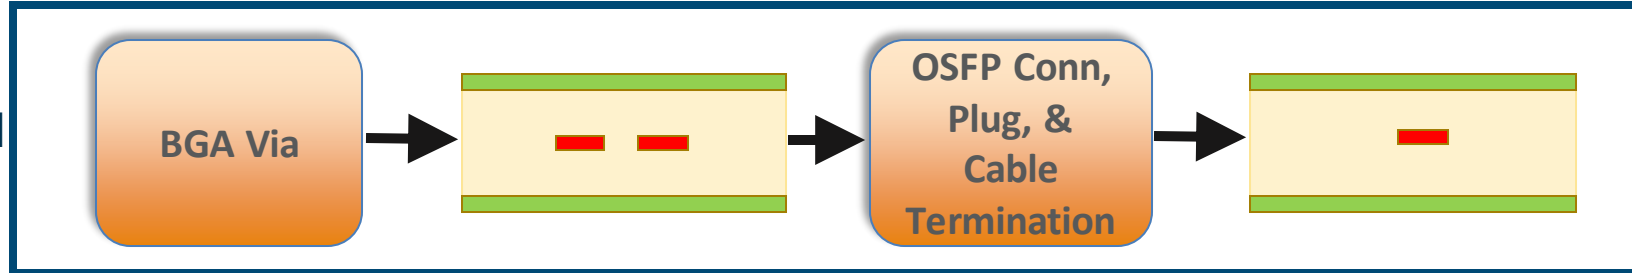 BGA Via
OSFP Conn,
Plug, &
Cable
Termination